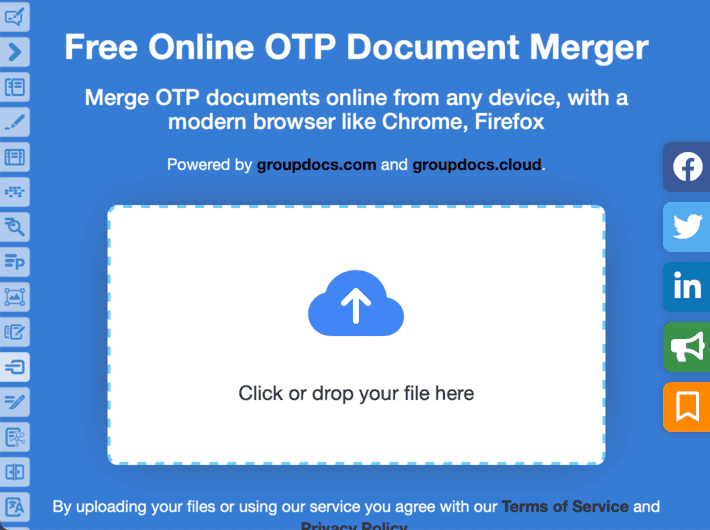 Free Online OTP Document Merger
Merge OTP documents online from any device, with a
modern browser like Chrome, Firefox
Powered by groupdocs.com and groupdocs.cloud.
Click or drop your file here
By uploading your files or using our service you agree with our Terms of Service and
Privacy Policy